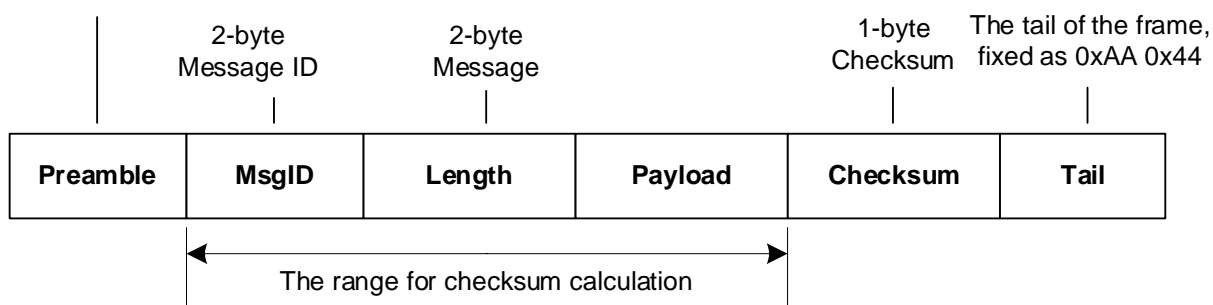 2-byte
Message ID
2-byte
Message
1-byte
Checksum
The tail of the frame,
fixed as 0xAA 0x44
Preamble MsgID Length Payload Checksum Tail
The range for checksum calculation